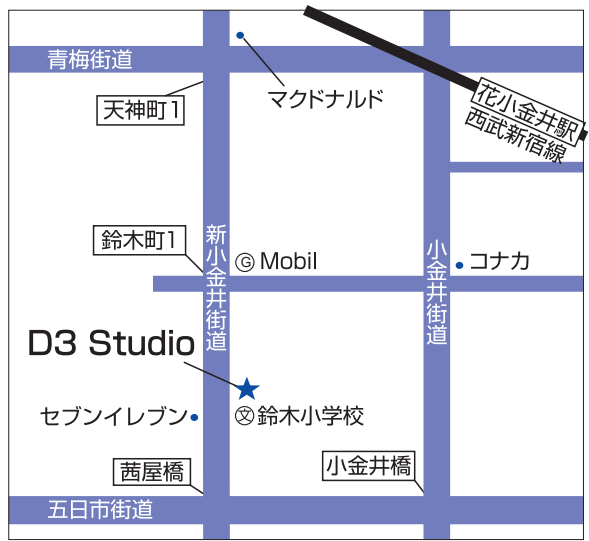 青梅街道
マクドナルド
天神町1
花小金井駅
西武新宿線
鈴木町1
新小金井街道
G Mobil
小金井街道
コナカ
D3 Studio
セブンイレブン
文 鈴木小学校
茜屋橋
小金井橋
五日市街道